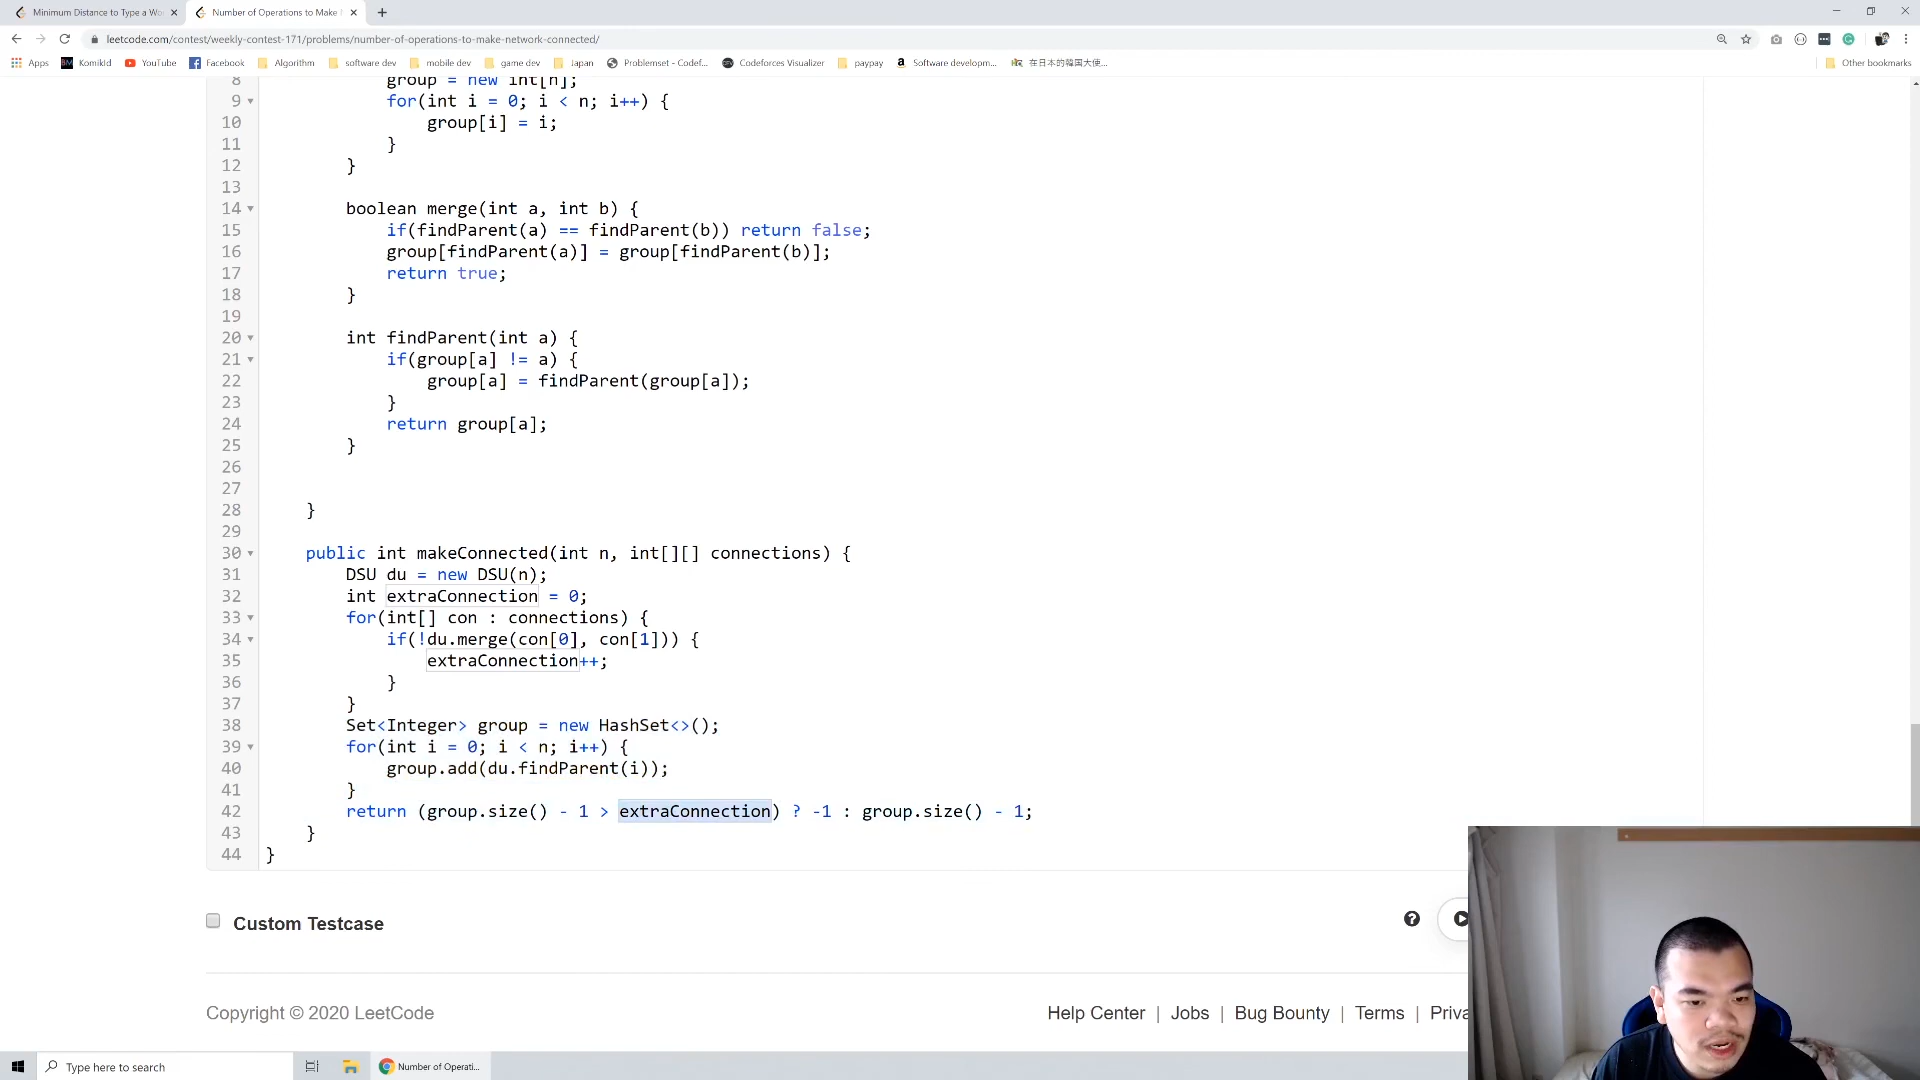 Minimum Distance to Type a Wo
Number of Operations to Make
leetcode.com/contest/weekly-contest-171/problems/number-of-operations-to-make-network-connected/
Apps KomikId YouTube Facebook Algorithm software dev mobile dev game dev Japan Problemset - Codef... Codeforces Visualizer paypay Software developm... 在日本的韓国大使... Other bookmarks
8 group = new int[n];
9 for(int i = 0; i < n; i++) {
10 group[i] = i;
11 }
12 }
13
14 boolean merge(int a, int b) {
15 if(findParent(a) == findParent(b)) return false;
16 group[findParent(a)] = group[findParent(b)];
17 return true;
18 }
19
20 int findParent(int a) {
21 if(group[a] != a) {
22 group[a] = findParent(group[a]);
23 }
24 return group[a];
25 }
26
27
28 }
29
30 public int makeConnected(int n, int[][] connections) {
31 DSU du = new DSU(n);
32 int extraConnection = 0;
33 for(int[] con : connections) {
34 if(!du.merge(con[0], con[1])) {
35 extraConnection++;
36 }
37 }
38 Set<Integer> group = new HashSet<>();
39 for(int i = 0; i < n; i++) {
40 group.add(du.findParent(i));
41 }
42 return (group.size() - 1 > extraConnection) ? -1 : group.size() - 1;
43 }
44 }
Custom Testcase
Copyright © 2020 LeetCode
Help Center | Jobs | Bug Bounty | Terms | Priva
Type here to search
Number of Operati...